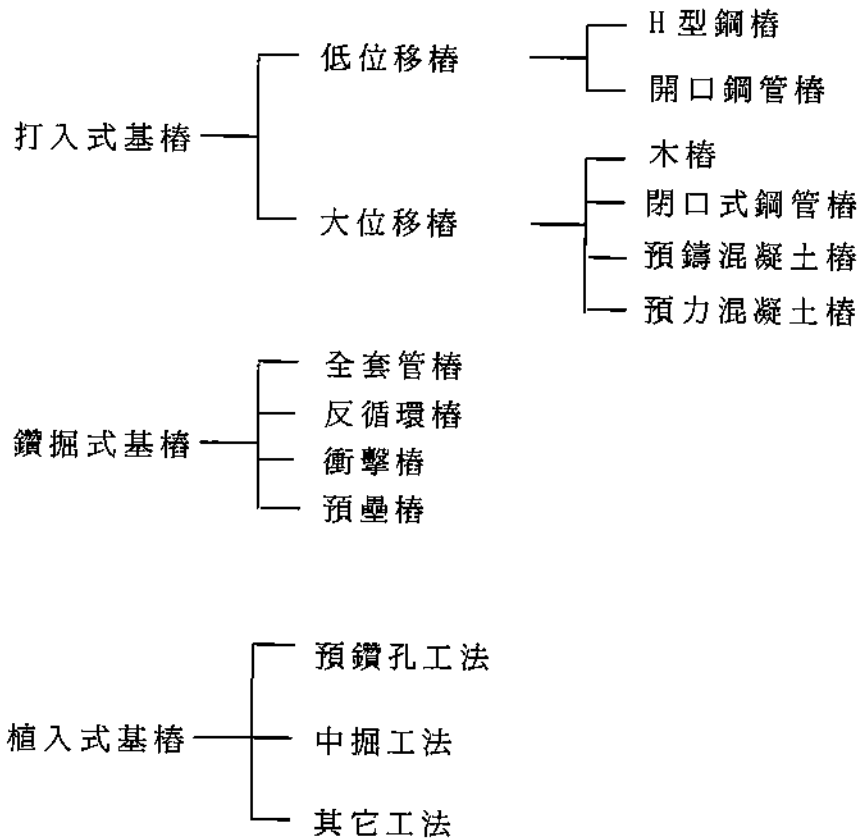 打入式基樁
低位移樁
H型鋼樁
開口鋼管樁
大位移樁
木樁
閉口式鋼管樁
預鑄混凝土樁
預力混凝土樁
鑽掘式基樁
全套管樁
反循環樁
衝擊樁
預壘樁
植入式基樁
預鑽孔工法
中掘工法
其它工法